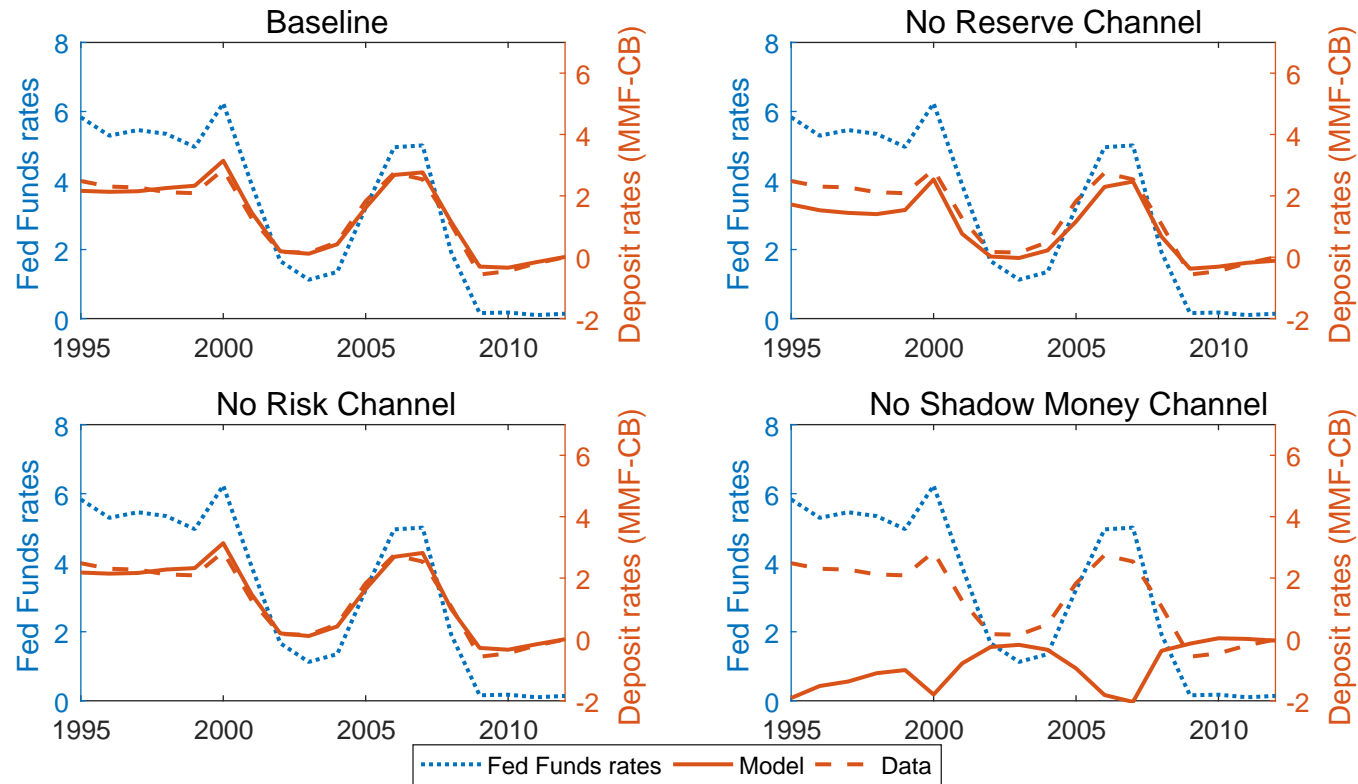 Baseline
8
6
4
2
0
Fed Funds rates
6
4
2
0
-2
Deposit rates (MMF-CB)
1995 2000 2005 2010
No Reserve Channel
8
6
4
2
0
Fed Funds rates
6
4
2
0
-2
Deposit rates (MMF-CB)
1995 2000 2005 2010
No Risk Channel
8
6
4
2
0
Fed Funds rates
6
4
2
0
-2
Deposit rates (MMF-CB)
1995 2000 2005 2010
No Shadow Money Channel
8
6
4
2
0
Fed Funds rates
6
4
2
0
-2
Deposit rates (MMF-CB)
1995 2000 2005 2010
Fed Funds rates Model Data